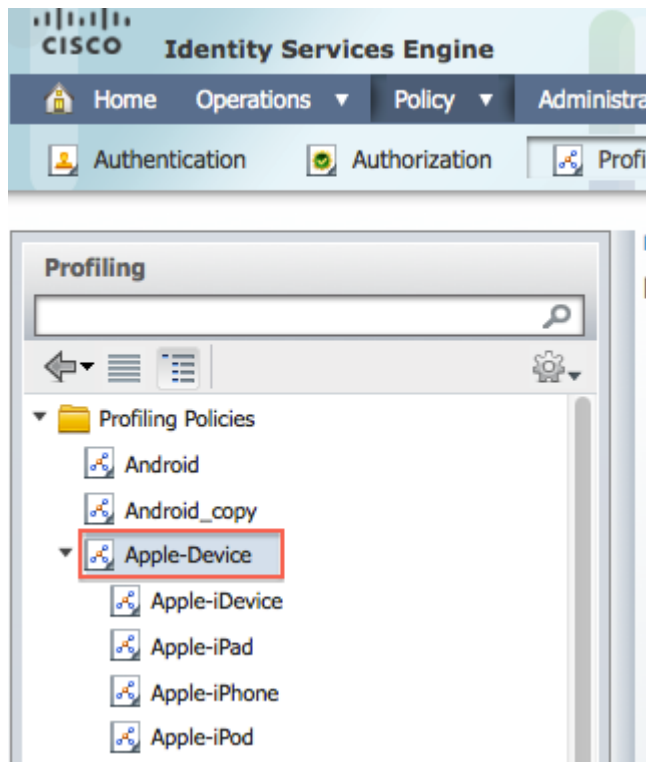 CISCO Identity Services Engine
Home Operations Policy Administra
Authentication Authorization Profi
Profiling
Profiling Policies
Android
Android_copy
Apple-Device
Apple-iDevice
Apple-iPad
Apple-iPhone
Apple-iPod